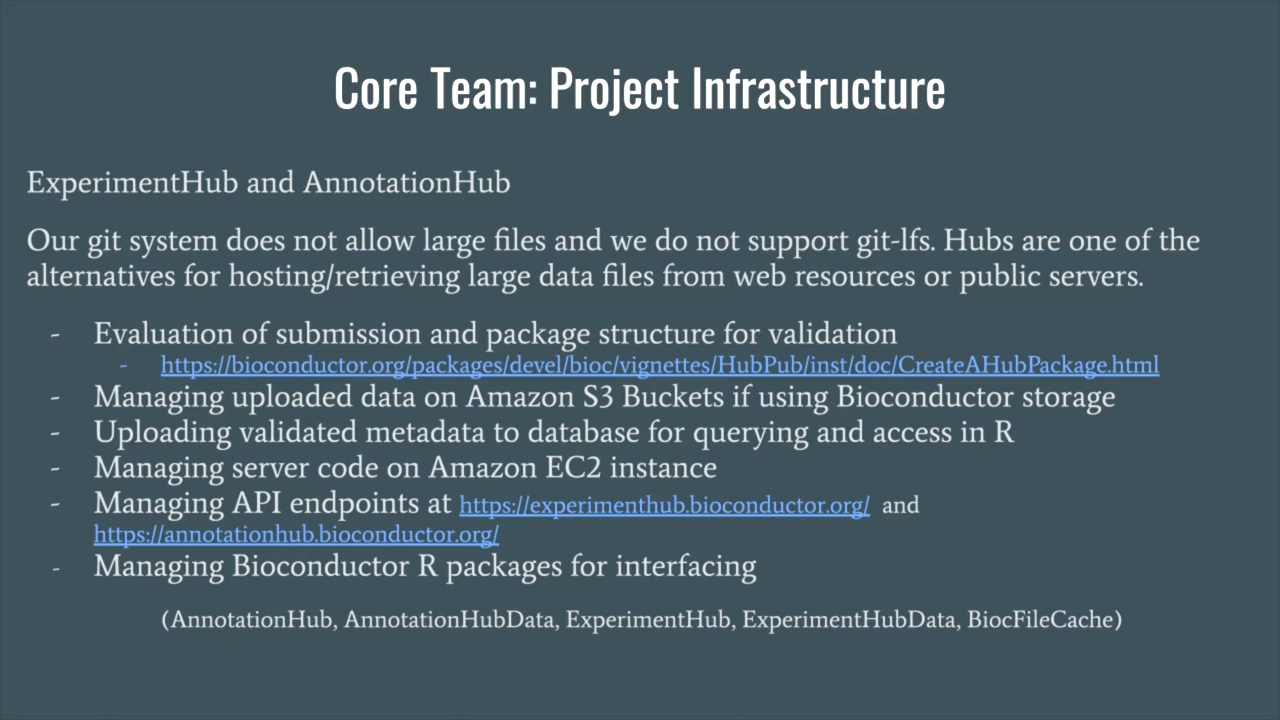 Core Team: Project Infrastructure
ExperimentHub and AnnotationHub
Our git system does not allow large files and we do not support git-lfs. Hubs are one of the
alternatives for hosting/retrieving large data files from web resources or public servers.
- Evaluation of submission and package structure for validation
- https://bioconductor.org/packages/devel/bioc/vignettes/HubPub/inst/doc/CreateAHubPackage.html
- Managing uploaded data on Amazon S3 Buckets if using Bioconductor storage
- Uploading validated metadata to database for querying and access in R
- Managing server code on Amazon EC2 instance
- Managing API endpoints at https://experimenthub.bioconductor.org/ and
https://annotationhub.bioconductor.org/
- Managing Bioconductor R packages for interfacing
(AnnotationHub, AnnotationHubData, ExperimentHub, ExperimentHubData, BiocFileCache)